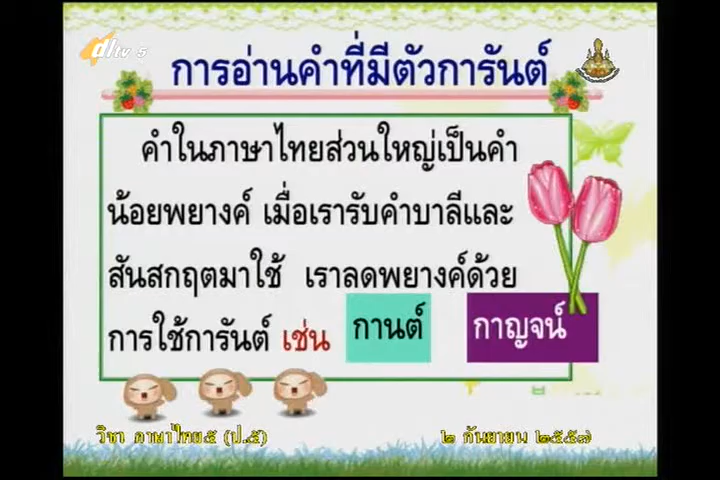 dltv 5
การอ่านคำที่มีตัวการันต์
คำในภาษาไทยส่วนใหญ่เป็นคำ
น้อยพยางค์ เมื่อเรารับคำบาลีและ
สันสกฤตมาใช้ เราลดพยางค์ด้วย
การใช้การันต์ เช่น กานต์ กาญจน์
วิชา ภาษาไทย๕ (ป.๕) ๒ กันยายน ๒๕๕๗